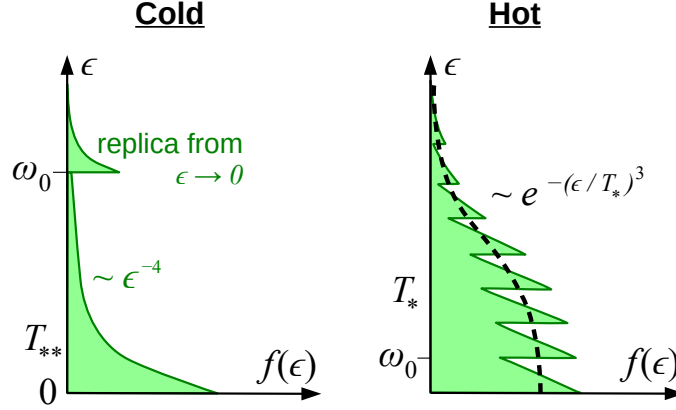 Cold
ϵ
replica from
ϵ → 0
ω₀
~ ϵ⁻⁴
T**
0
f(ϵ)
Hot
ϵ
~ e^{-(ϵ / T*)³}
T*
ω₀
f(ϵ)